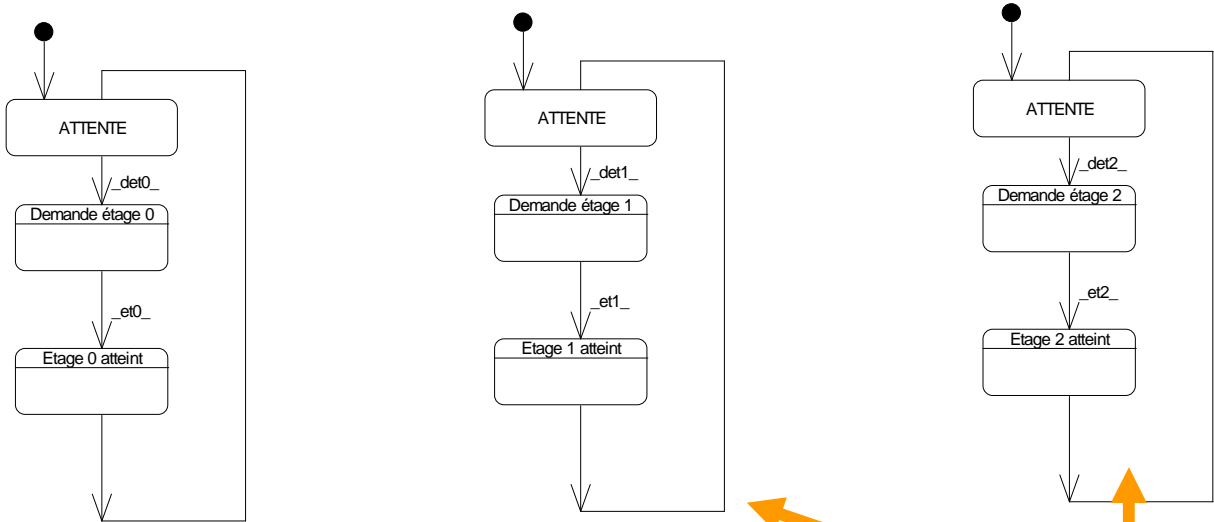 ATTENTE
_det0_
Demande étage 0
_et0_
Etage 0 atteint
ATTENTE
_det1_
Demande étage 1
_et1_
Etage 1 atteint
ATTENTE
_det2_
Demande étage 2
_et2_
Etage 2 atteint